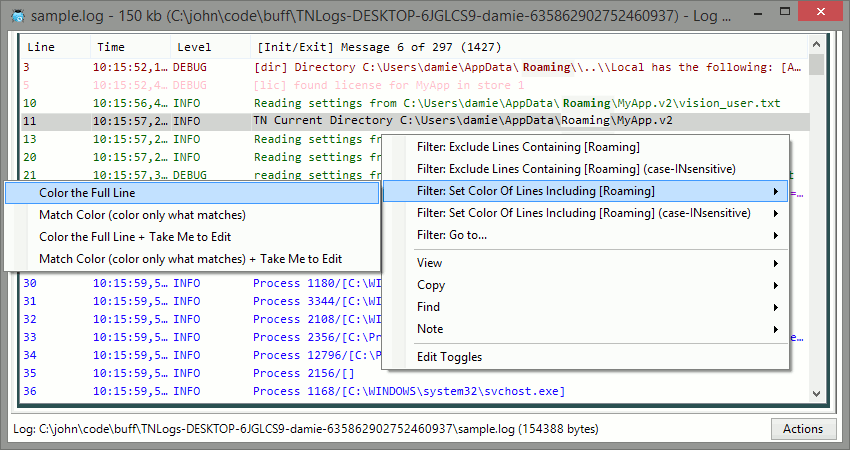 sample.log - 150 kb (C:\john\code\buff\TNLogs-DESKTOP-6JGLCS9-damie-635862902752460937) - Log ...
Line Time Level [Init/Exit] Message 6 of 297 (1427)
3 10:15:52,1... DEBUG [dir] Directory C:\Users\damie\AppData\Roaming\\..\\Local has the following: [A...
5 10:15:52,4... DEBUG [lic] found license for MyApp in store 1
10 10:15:56,4... INFO Reading settings from C:\Users\damie\AppData\Roaming\MyApp.v2\vision_user.txt
11 10:15:57,2... INFO TN Current Directory C:\Users\damie\AppData\Roaming\MyApp.v2
13 10:15:57,2... INFO Reading settings fr
20 10:15:57,2... INFO Reading settings fr
21 10:15:57,3... DEBUG reading settings fr
Filter: Exclude Lines Containing [Roaming]
Filter: Exclude Lines Containing [Roaming] (case-INsensitive)
Filter: Set Color Of Lines Including [Roaming]
Filter: Set Color Of Lines Including [Roaming] (case-INsensitive)
Filter: Go to...
View
Copy
Find
Note
Edit Toggles
Color the Full Line
Match Color (color only what matches)
Color the Full Line + Take Me to Edit
Match Color (color only what matches) + Take Me to Edit
30 10:15:59,5... INFO Process 1180/[C:\WI
31 10:15:59,5... INFO Process 3344/[C:\WI
32 10:15:59,5... INFO Process 2108/[C:\WI
33 10:15:59,5... INFO Process 2356/[C:\Pr e...
34 10:15:59,5... INFO Process 12796/[C:\P
35 10:15:59,5... INFO Process 2156/[]
36 10:15:59,5... INFO Process 1168/[C:\WINDOWS\system32\svchost.exe]
Log: C:\john\code\buff\TNLogs-DESKTOP-6JGLCS9-damie-635862902752460937\sample.log (154388 bytes)
Actions